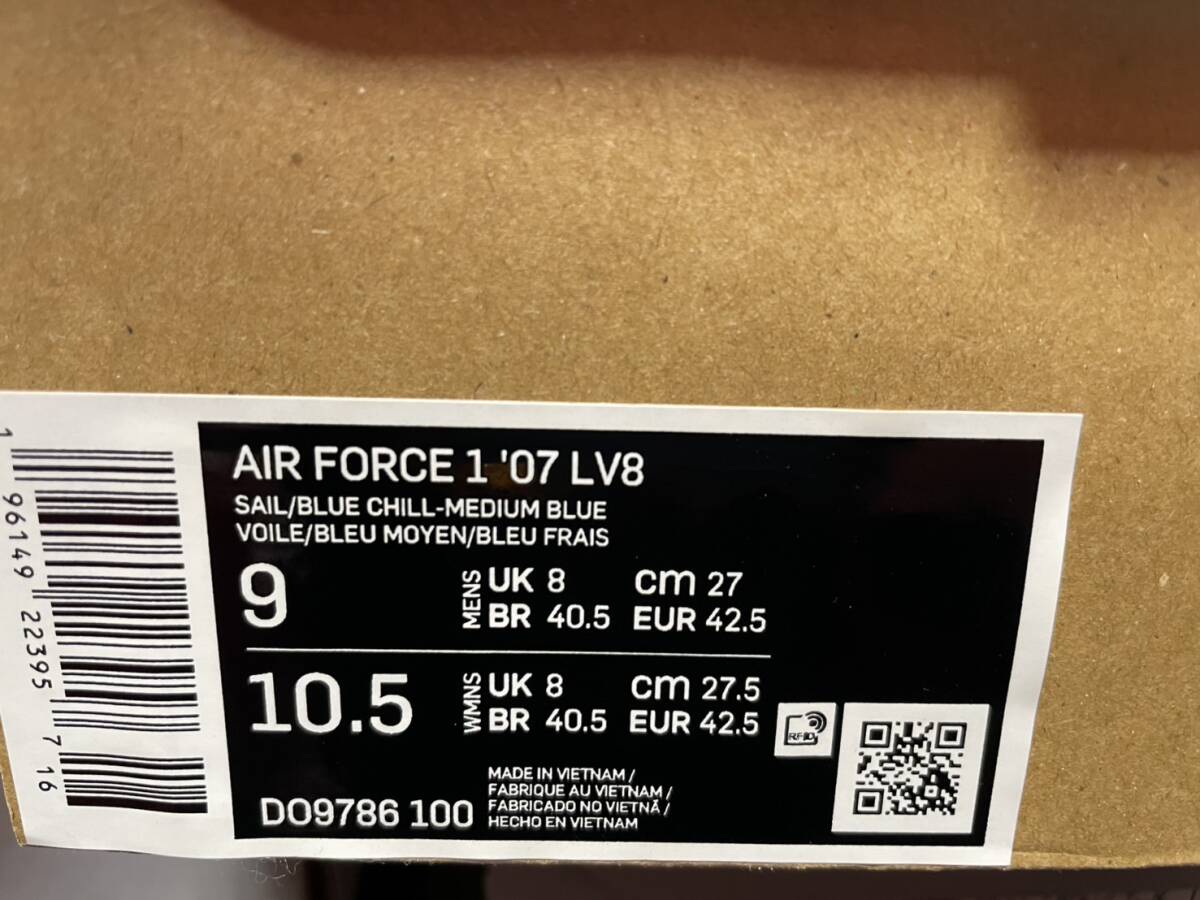 AIR FORCE 1 '07 LV8
SAIL/BLUE CHILL-MEDIUM BLUE
VOILE/BLEU MOYEN/BLEU FRAIS
9 MENS UK 8 cm 27
BR 40.5 EUR 42.5
10.5 WMNS UK 8 cm 27.5
BR 40.5 EUR 42.5
RFID
DO9786 100
MADE IN VIETNAM /
FABRIQUE AU VIETNAM /
FABRICADO NO VIETNÃ /
HECHO EN VIETNAM
1 96149 22395 7 16